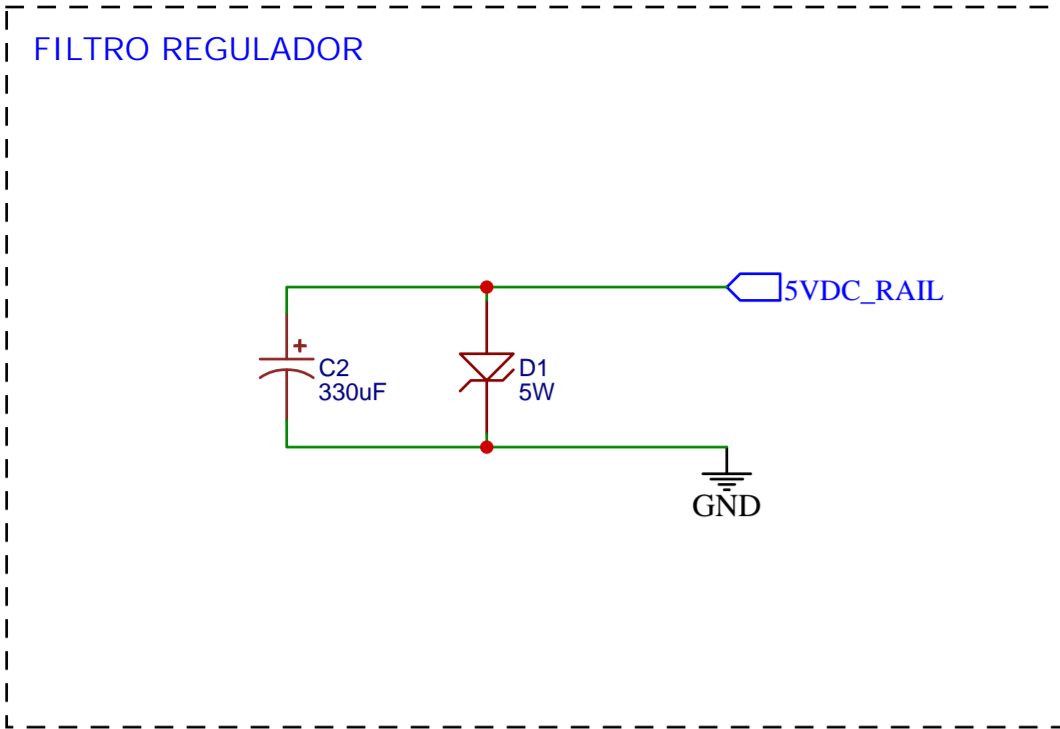 FILTRO REGULADOR
5VDC_RAIL
+
C2
330uF
D1
5W
GND